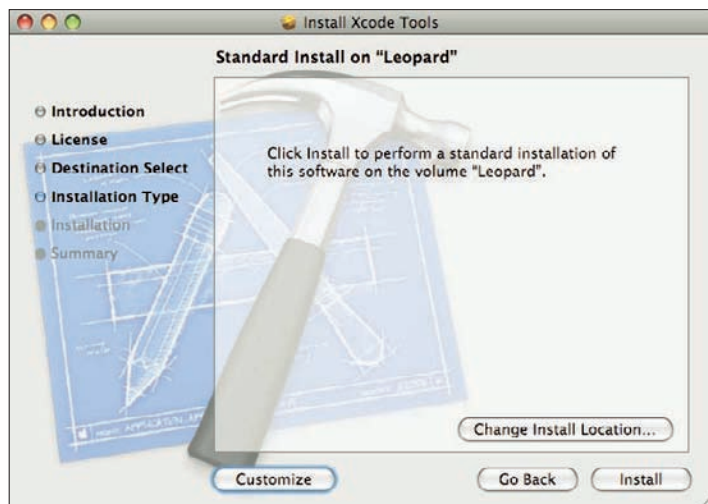 Install Xcode Tools
Standard Install on “Leopard”
Introduction
License
Destination Select
Installation Type
Installation
Summary
Click Install to perform a standard installation of
this software on the volume “Leopard”.
Change Install Location...
Customize
Go Back
Install